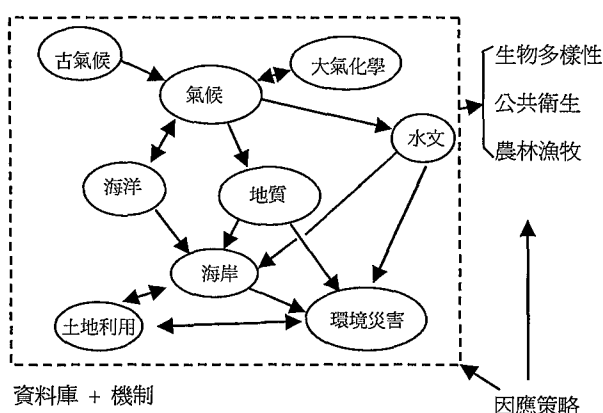 古氣候
大氣化學
氣候
生物多樣性
公共衛生
農林漁牧
水文
海洋
地質
海岸
土地利用
環境災害
資料庫 + 機制
因應策略